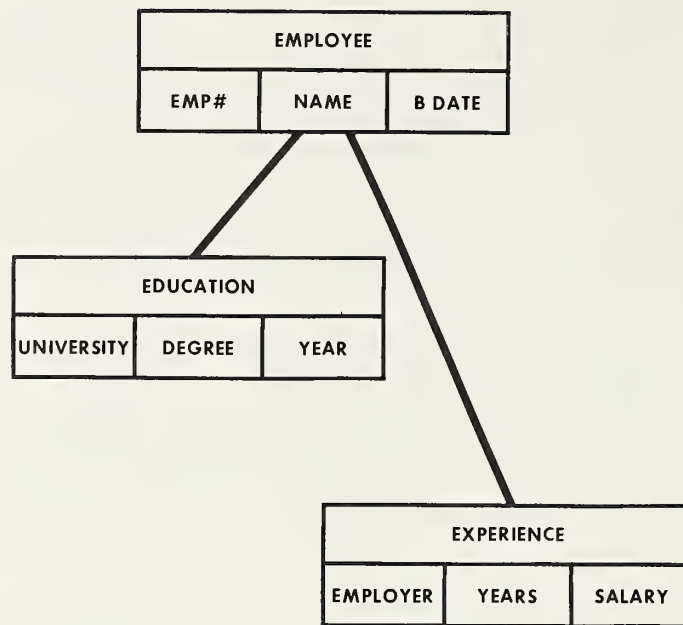 EMPLOYEE
EMP# NAME B DATE
EDUCATION
UNIVERSITY DEGREE YEAR
EXPERIENCE
EMPLOYER YEARS SALARY